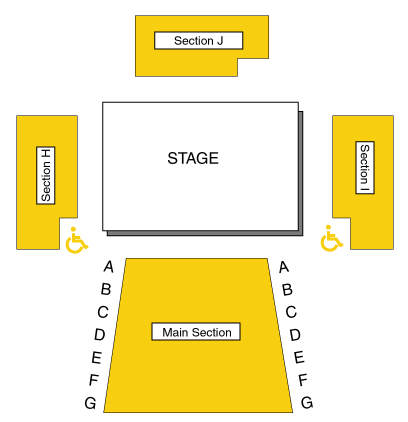 Section J
STAGE
Section H
Section I
A A
B B
C C
D D
Main Section
E E
F F
G G